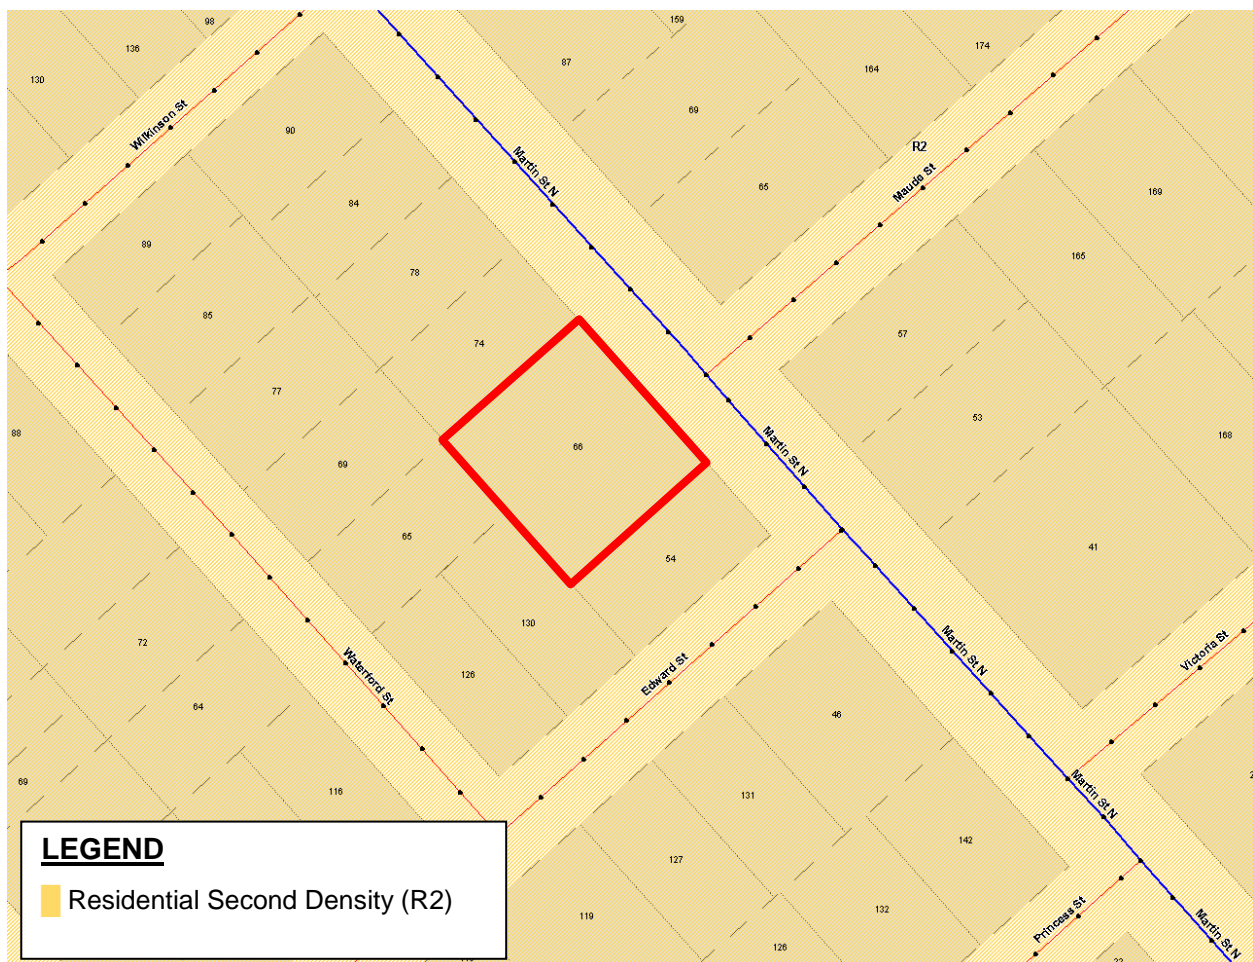 98
159
136
174
130
87
164
Wilkinson St
69
90
R2
Martin St N
Maude St
65
169
84
89
165
78
85
57
74
77
53
Martin St N
168
88
66
69
65
41
54
130
72
Martin St N
Victoria St
126
Waterford St
Edward St
64
46
69
116
131
Martin St N
142
127
132
119
126
Princess St
Martin St N
LEGEND
Residential Second Density (R2)